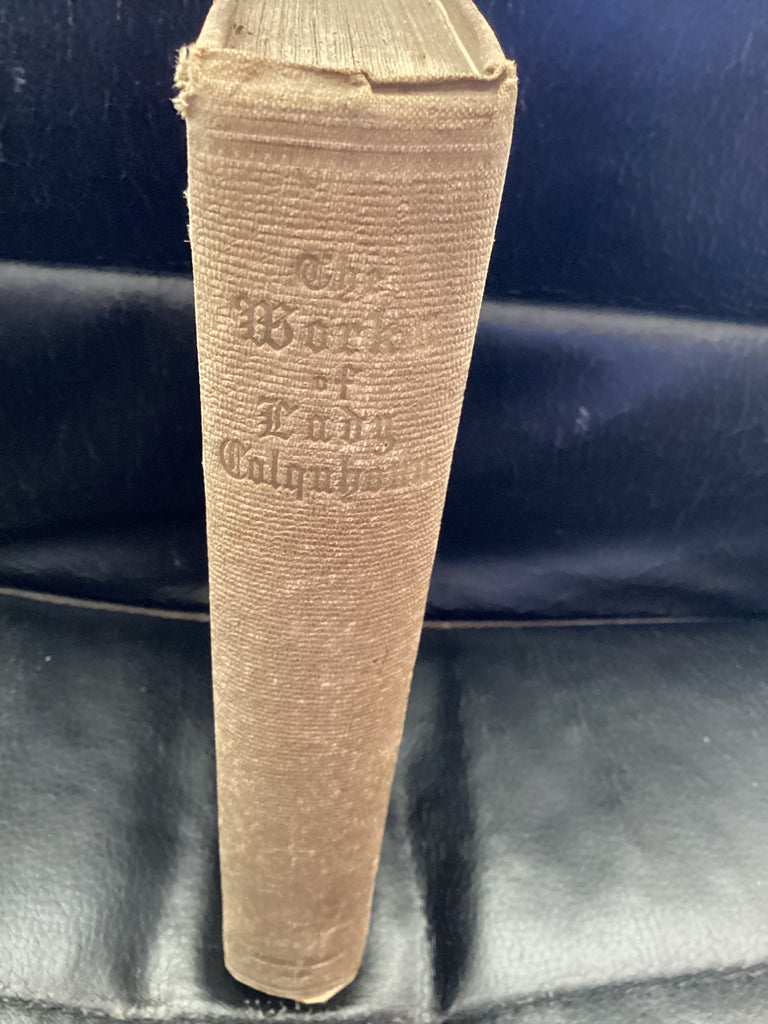 The
Works
of
Lady
Colquhoun